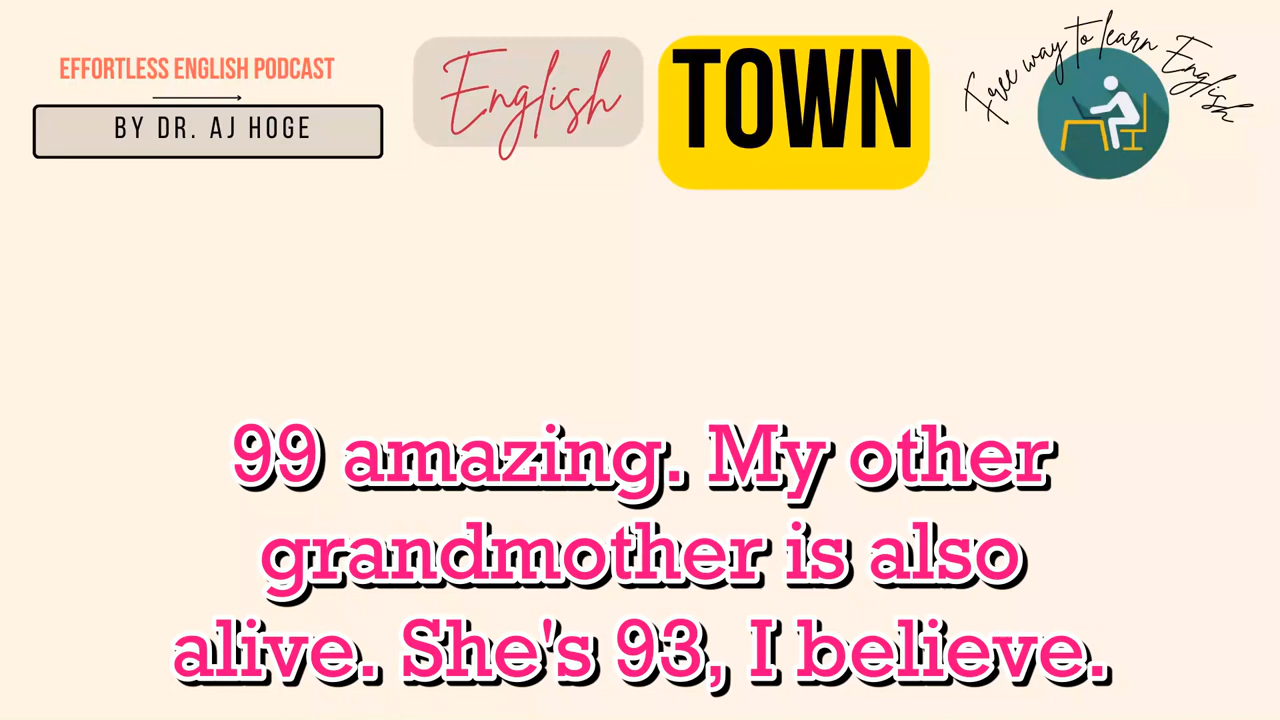 EFFORTLESS ENGLISH PODCAST
BY DR. AJ HOGE
English
TOWN
Free way to learn English
99 amazing. My other
grandmother is also
alive. She's 93, I believe.